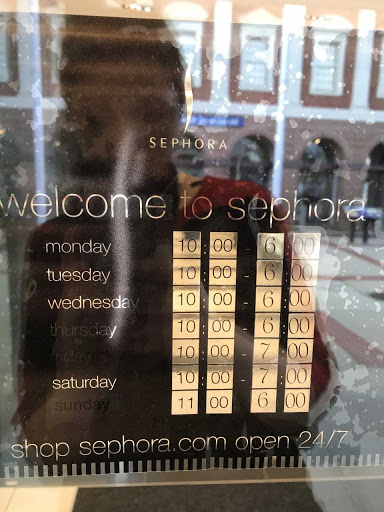 SEPHORA
welcome to sephora
monday 10:00 - 6:00
tuesday 10:00 - 6:00
wednesday 10:00 - 6:00
thursday 10:00 - 6:00
friday 10:00 - 7:00
saturday 10:00 - 7:00
sunday 11:00 - 6:00
shop sephora.com open 24/7